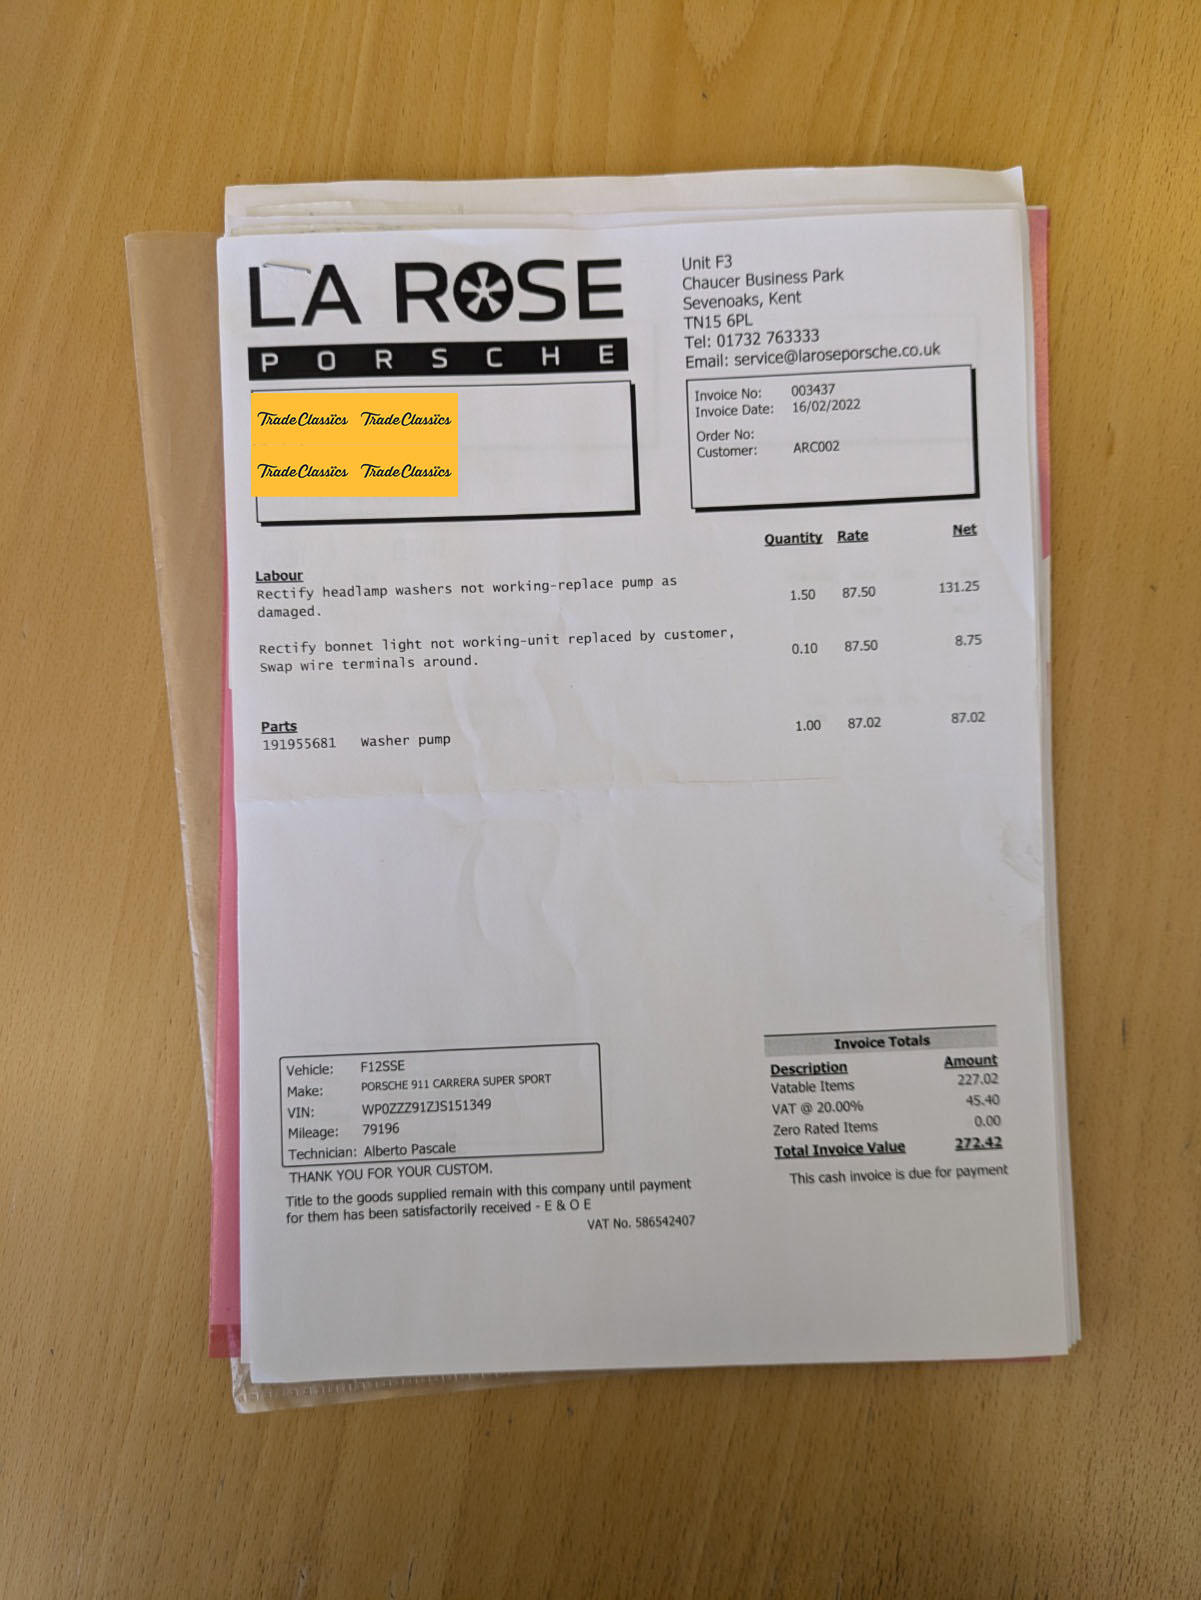 LA ROSE
PORSCHE
Unit F3
Chaucer Business Park
Sevenoaks, Kent
TN15 6PL
Tel: 01732 763333
Email: service@laroseporsche.co.uk
TradeClassics TradeClassics
TradeClassics TradeClassics
Invoice No: 003437
Invoice Date: 16/02/2022
Order No:
Customer: ARC002
Quantity Rate Net
Labour
Rectify headlamp washers not working-replace pump as 1.50 87.50 131.25
damaged.
Rectify bonnet light not working-unit replaced by customer, 0.10 87.50 8.75
Swap wire terminals around.
Parts
191955681 Washer pump 1.00 87.02 87.02
Vehicle: F12SSE
Make: PORSCHE 911 CARRERA SUPER SPORT
VIN: WP0ZZZ91ZJS151349
Mileage: 79196
Technician: Alberto Pascale
THANK YOU FOR YOUR CUSTOM.
Title to the goods supplied remain with this company until payment
for them has been satisfactorily received - E & O E
VAT No. 586542407
Invoice Totals
Description Amount
Vatable Items 227.02
VAT @ 20.00% 45.40
Zero Rated Items 0.00
Total Invoice Value 272.42
This cash invoice is due for payment